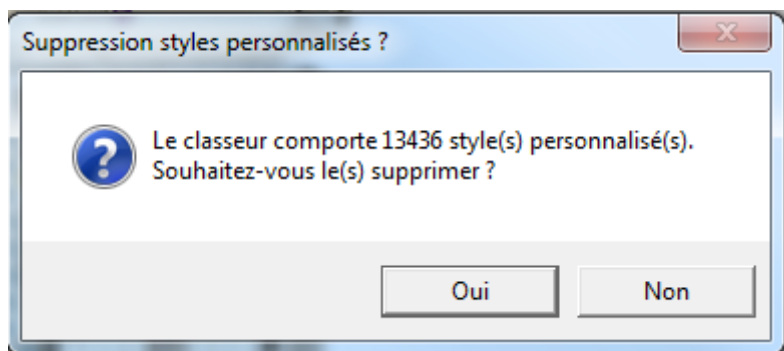 Suppression styles personnalisés ?
Le classeur comporte 13436 style(s) personnalisé(s).
Souhaitez-vous le(s) supprimer ?
Oui
Non